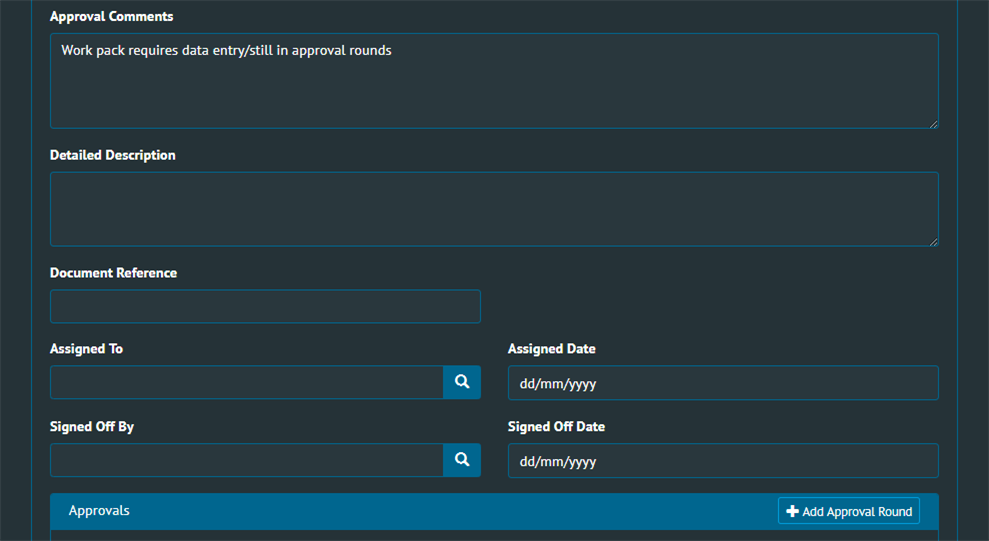 Approval Comments
Work pack requires data entry/still in approval rounds
Detailed Description
Document Reference
Assigned To
Assigned Date
dd/mm/yyyy
Signed Off By
Signed Off Date
dd/mm/yyyy
Approvals
Add Approval Round